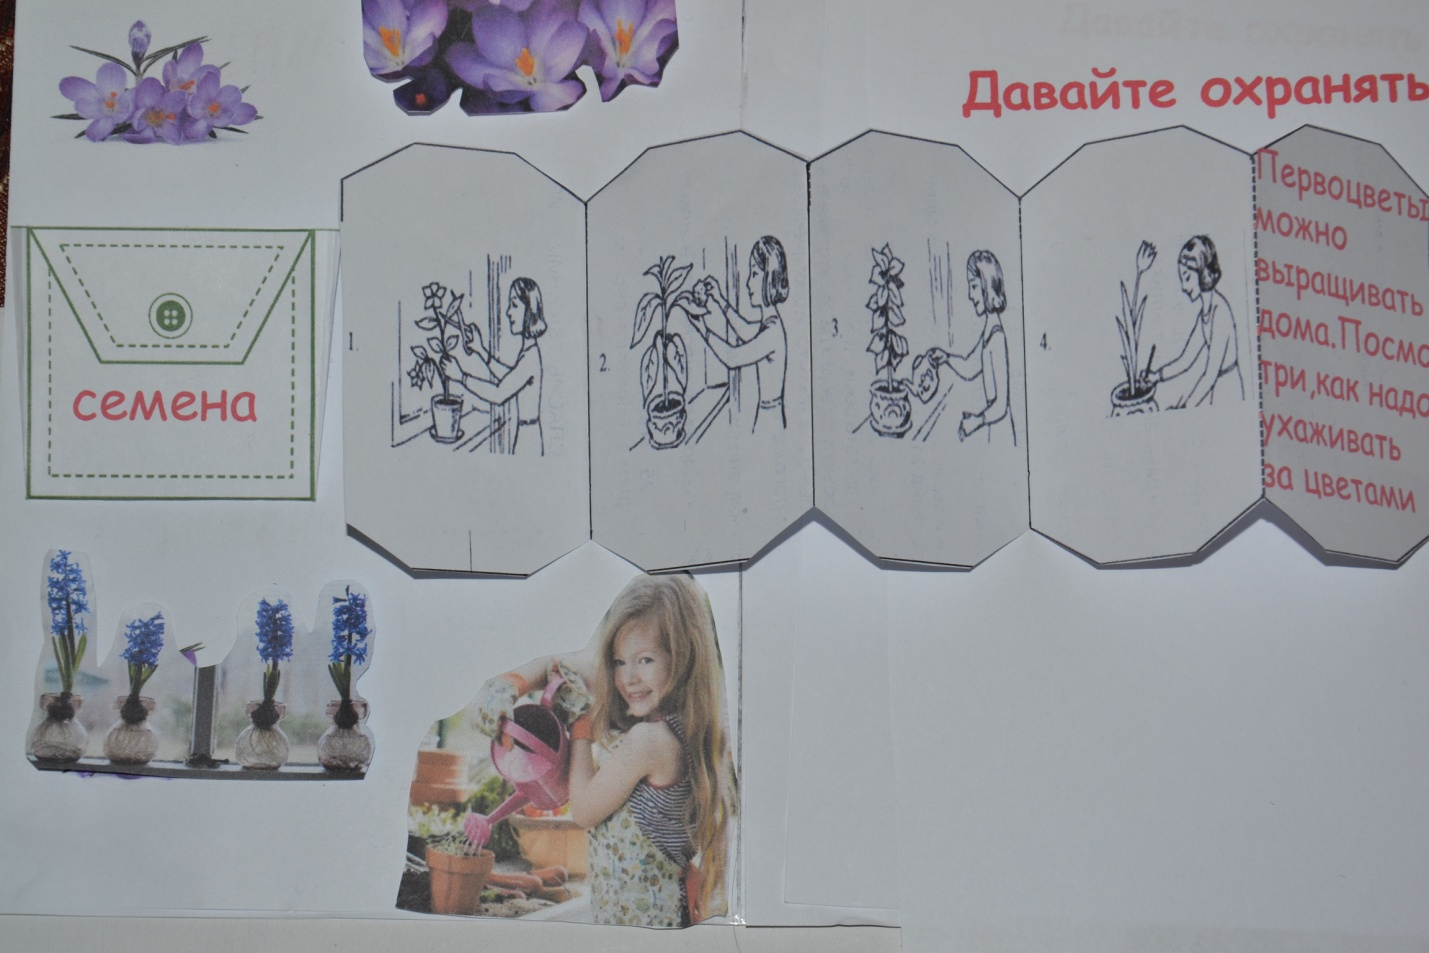 Давайте охранять
Первоцветы
можно
выращивать
дома.Посмо
три,как надо
ухаживать
за цветами
1.
2.
3.
4.
семена